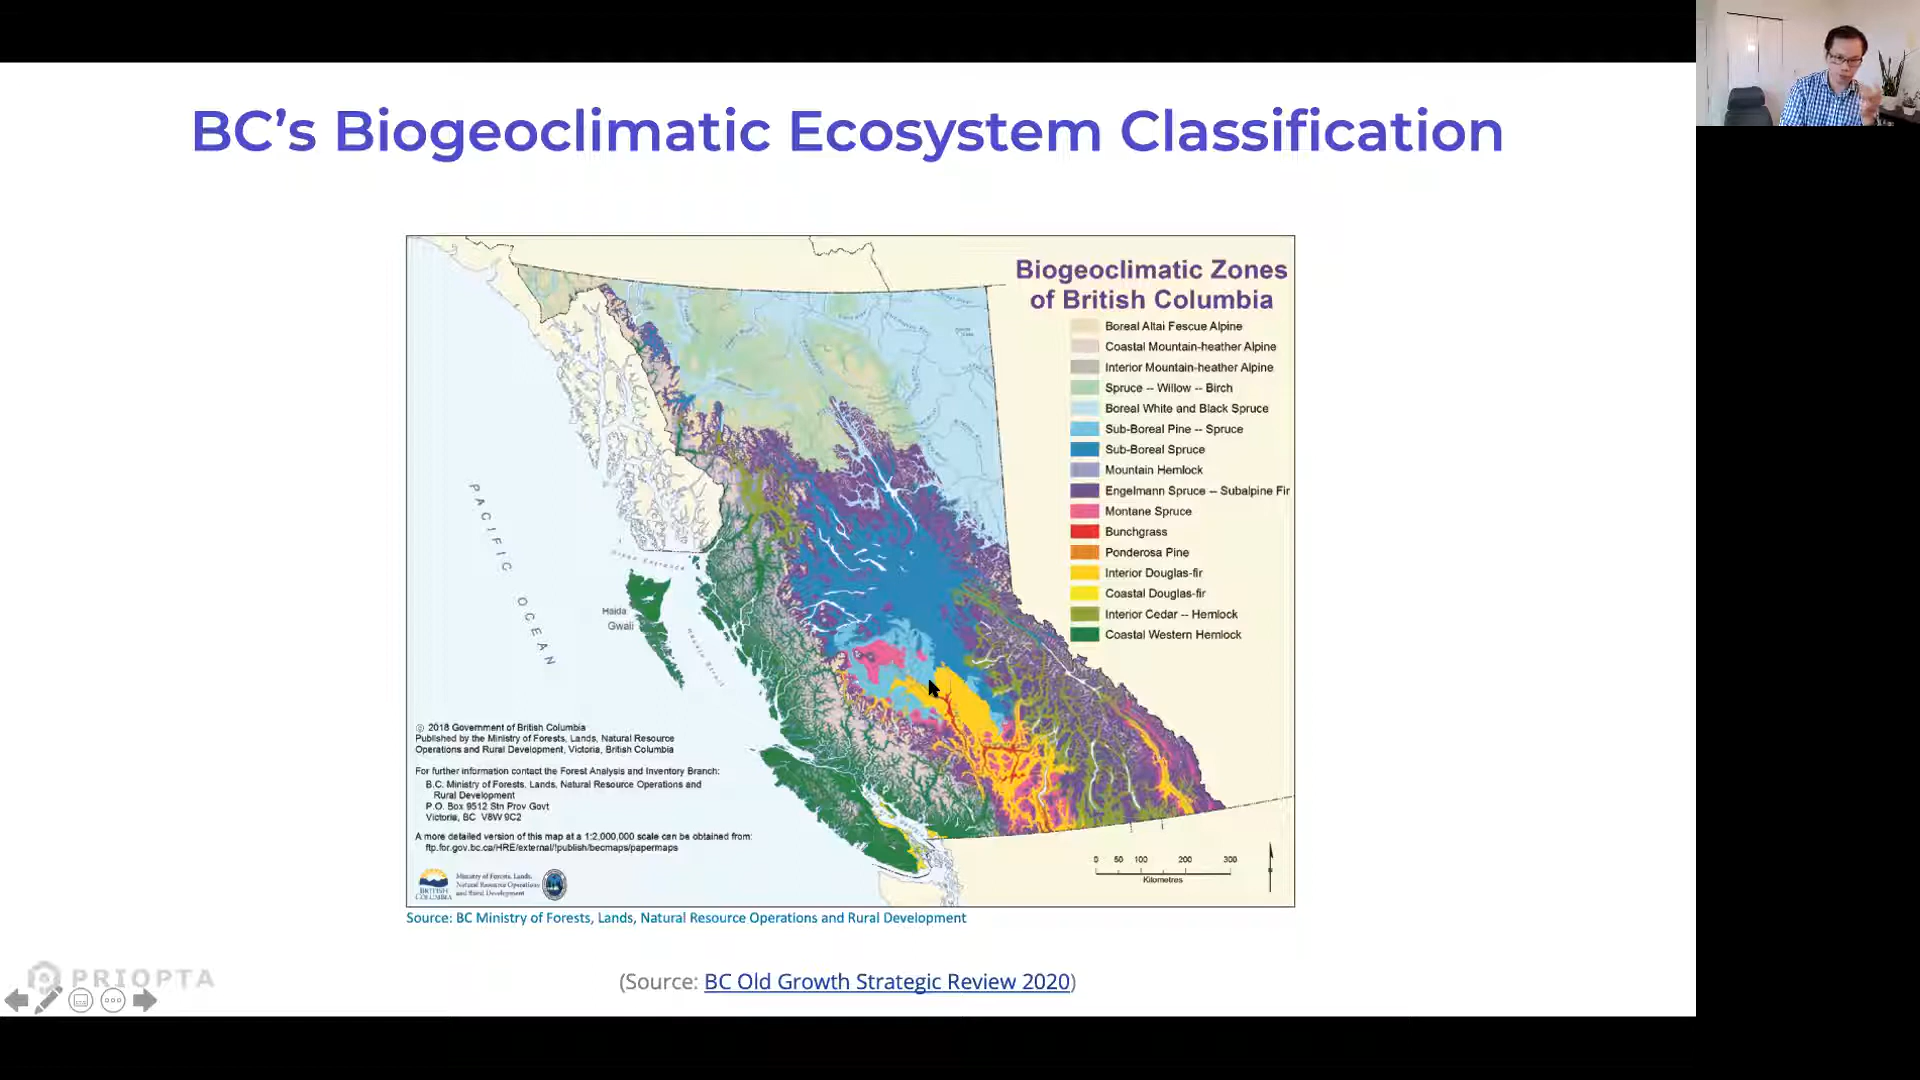 BC's Biogeoclimatic Ecosystem Classification
Biogeoclimatic Zones
of British Columbia
Boreal Altai Fescue Alpine
Coastal Mountain-heather Alpine
Interior Mountain-heather Alpine
Spruce -- Willow -- Birch
Boreal White and Black Spruce
Sub-Boreal Pine -- Spruce
Sub-Boreal Spruce
Mountain Hemlock
Engelmann Spruce -- Subalpine Fir
Montane Spruce
Bunchgrass
Ponderosa Pine
Interior Douglas-fir
Coastal Douglas-fir
Interior Cedar -- Hemlock
Coastal Western Hemlock
PACIFIC OCEAN
Dixon Entrance
Haida
Gwaii
Hecate Strait
© 2018 Government of British Columbia
Published by the Ministry of Forests, Lands, Natural Resource
Operations and Rural Development, Victoria, British Columbia
For further information contact the Forest Analysis and Inventory Branch:
B.C. Ministry of Forests, Lands, Natural Resource Operations and
Rural Development
P.O. Box 9512 Stn Prov Govt
Victoria, BC V8W 9C2
A more detailed version of this map at a 1:2,000,000 scale can be obtained from:
ftp.for.gov.bc.ca/HRE/external/!publish/becmaps/papermaps
BRITISH
COLUMBIA
Ministry of Forests, Lands,
Natural Resource Operations
and Rural Development
0 50 100 200 300
Kilometres
Source: BC Ministry of Forests, Lands, Natural Resource Operations and Rural Development
PRIOPTA
(Source: BC Old Growth Strategic Review 2020)